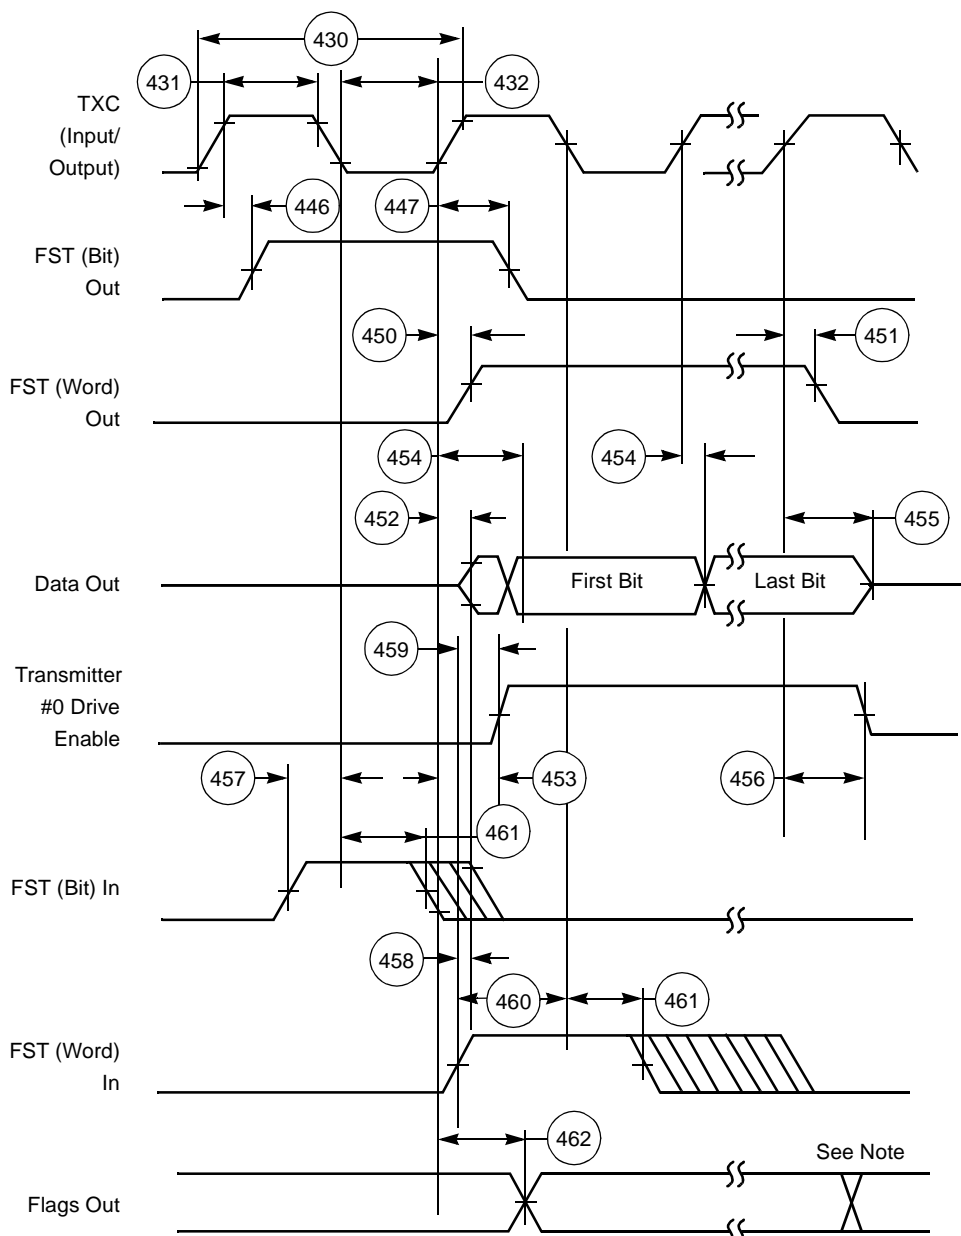 430
431
432
TXC
(Input/
Output)
446
447
FST (Bit)
Out
450
451
FST (Word)
Out
454
454
452
455
Data Out
First Bit
Last Bit
459
Transmitter
#0 Drive
Enable
457
453
456
461
FST (Bit) In
458
460
461
FST (Word)
In
462
See Note
Flags Out